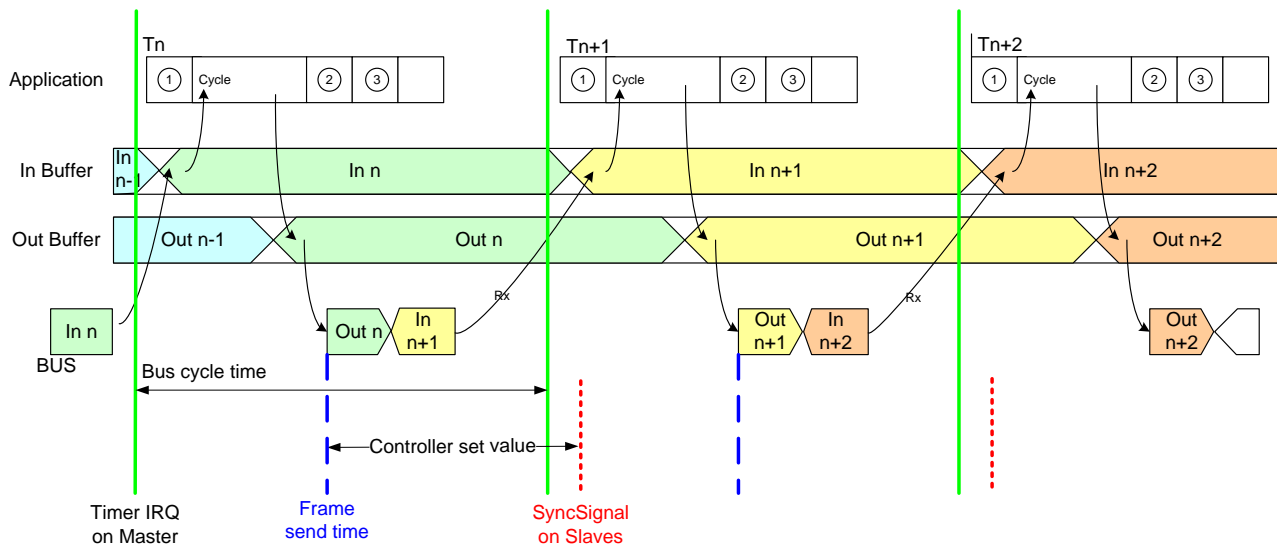 Tn
Tn+1
Tn+2
Application
1
Cycle
2
3
1
Cycle
2
3
1
Cycle
2
3
In Buffer
In
n-1
In n
In n+1
In n+2
Out Buffer
Out n-1
Out n
Out n+1
Out n+2
In n
BUS
Out n
In
n+1
Rx
Out
n+1
In
n+2
Rx
Out
n+2
Bus cycle time
Controller set value
Timer IRQ
on Master
Frame
send time
SyncSignal
on Slaves